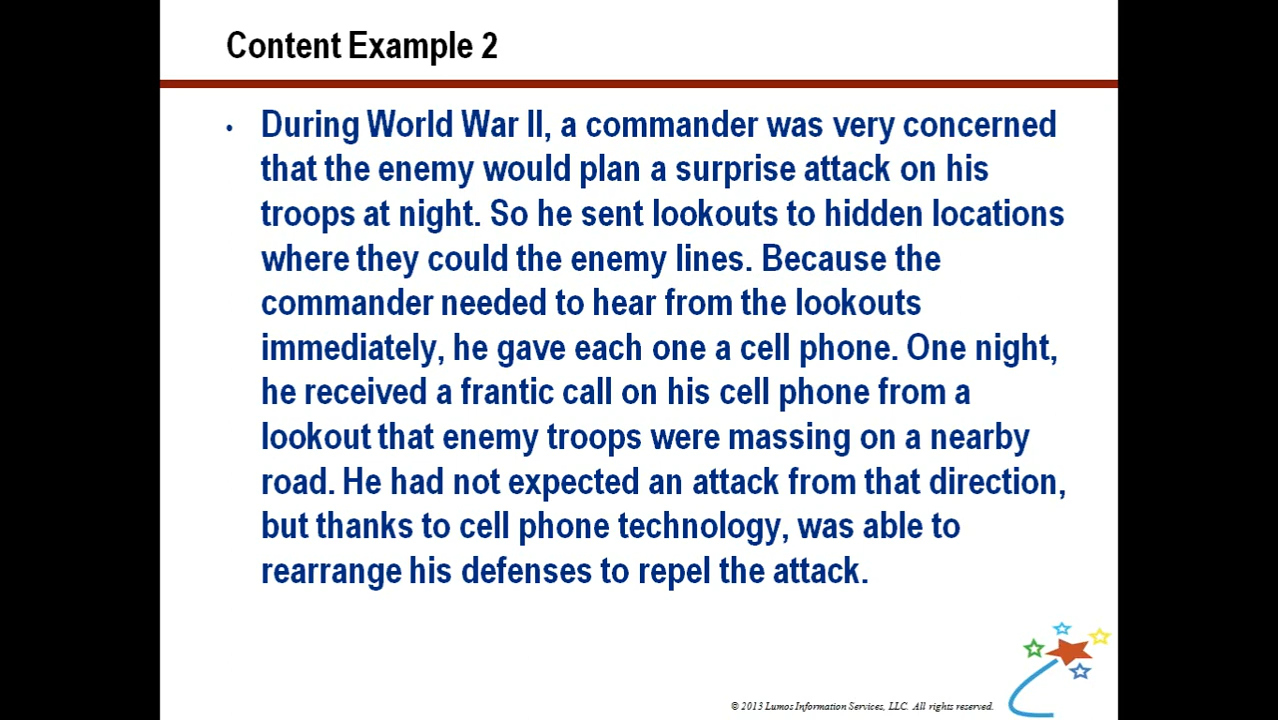 Content Example 2
• During World War II, a commander was very concerned
that the enemy would plan a surprise attack on his
troops at night. So he sent lookouts to hidden locations
where they could the enemy lines. Because the
commander needed to hear from the lookouts
immediately, he gave each one a cell phone. One night,
he received a frantic call on his cell phone from a
lookout that enemy troops were massing on a nearby
road. He had not expected an attack from that direction,
but thanks to cell phone technology, was able to
rearrange his defenses to repel the attack.
© 2013 Lumos Information Services, LLC. All rights reserved.